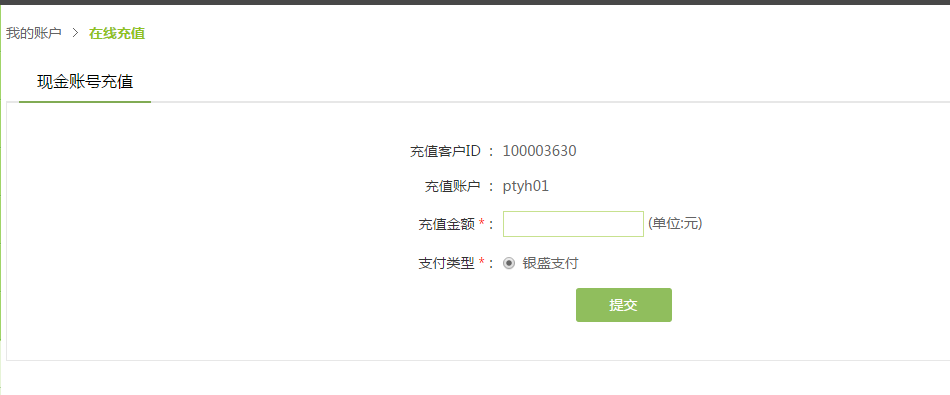 我的账户 > 在线充值
现金账号充值
充值客户ID : 100003630
充值账户 : ptyh01
充值金额 * : (单位:元)
支付类型 * : 银盛支付
提交